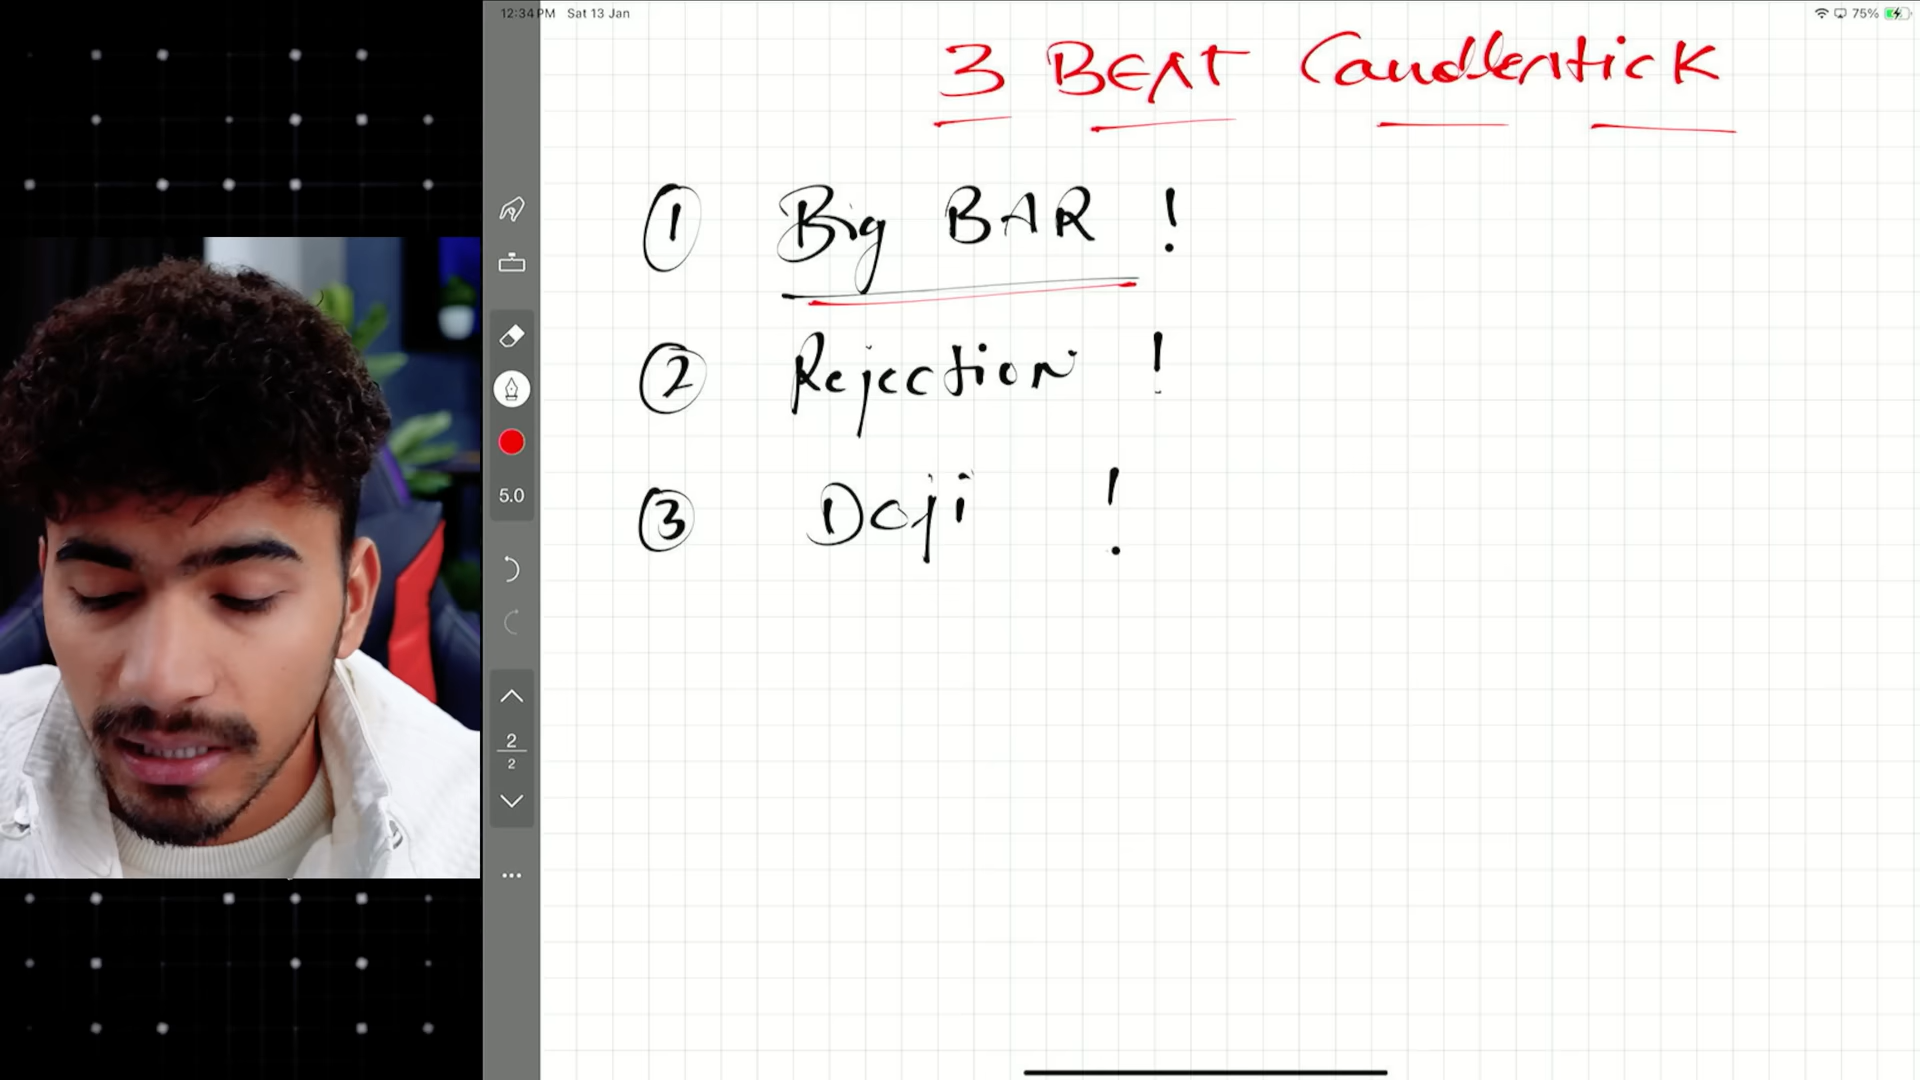 12:34 PM Sat 13 Jan
75%
3 BEAT Candlestick
① Big BAR !
② Rejection !
③ Doji !
5.0
2
2